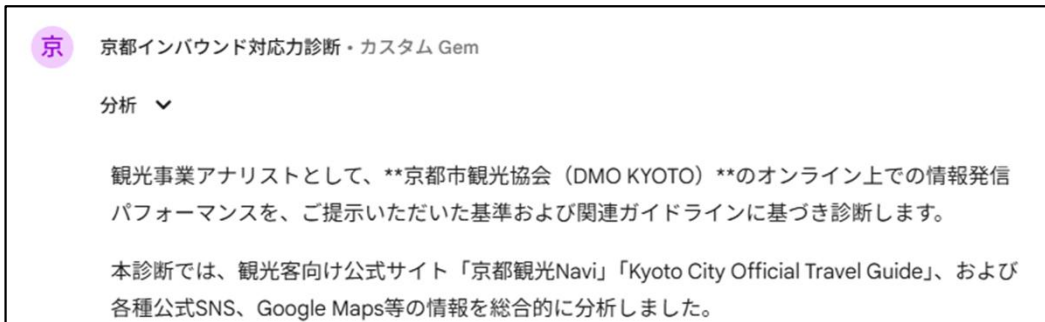 京
京都インバウンド対応力診断・カスタム Gem
分析
観光事業アナリストとして、**京都市観光協会（DMO KYOTO）**のオンライン上での情報発信
パフォーマンスを、ご提示いただいた基準および関連ガイドラインに基づき診断します。
本診断では、観光客向け公式サイト「京都観光Navi」「Kyoto City Official Travel Guide」、および
各種公式SNS、Google Maps等の情報を総合的に分析しました。